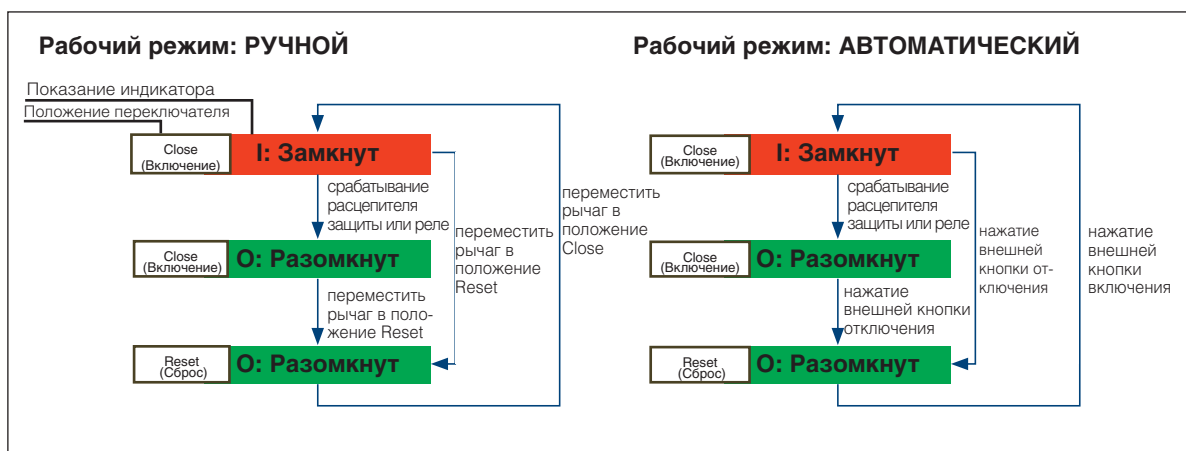 Рабочий режим: РУЧНОЙ
Показание индикатора
Положение переключателя
Close
(Включение)
I: Замкнут
срабатывание
расцепителя
защиты или реле
переместить
рычаг в
положение
Close
переместить
рычаг в
положение
Reset
Close
(Включение)
O: Разомкнут
переместить
рычаг в поло-
жение Reset
Reset
(Сброс)
O: Разомкнут
Рабочий режим: АВТОМАТИЧЕСКИЙ
Close
(Включение)
I: Замкнут
срабатывание
расцепителя
защиты или реле
нажатие
внешней
кнопки от-
ключения
нажатие
внешней
кнопки
включения
Close
(Включение)
O: Разомкнут
нажатие
внешней кнопки
отключения
Reset
(Сброс)
O: Разомкнут